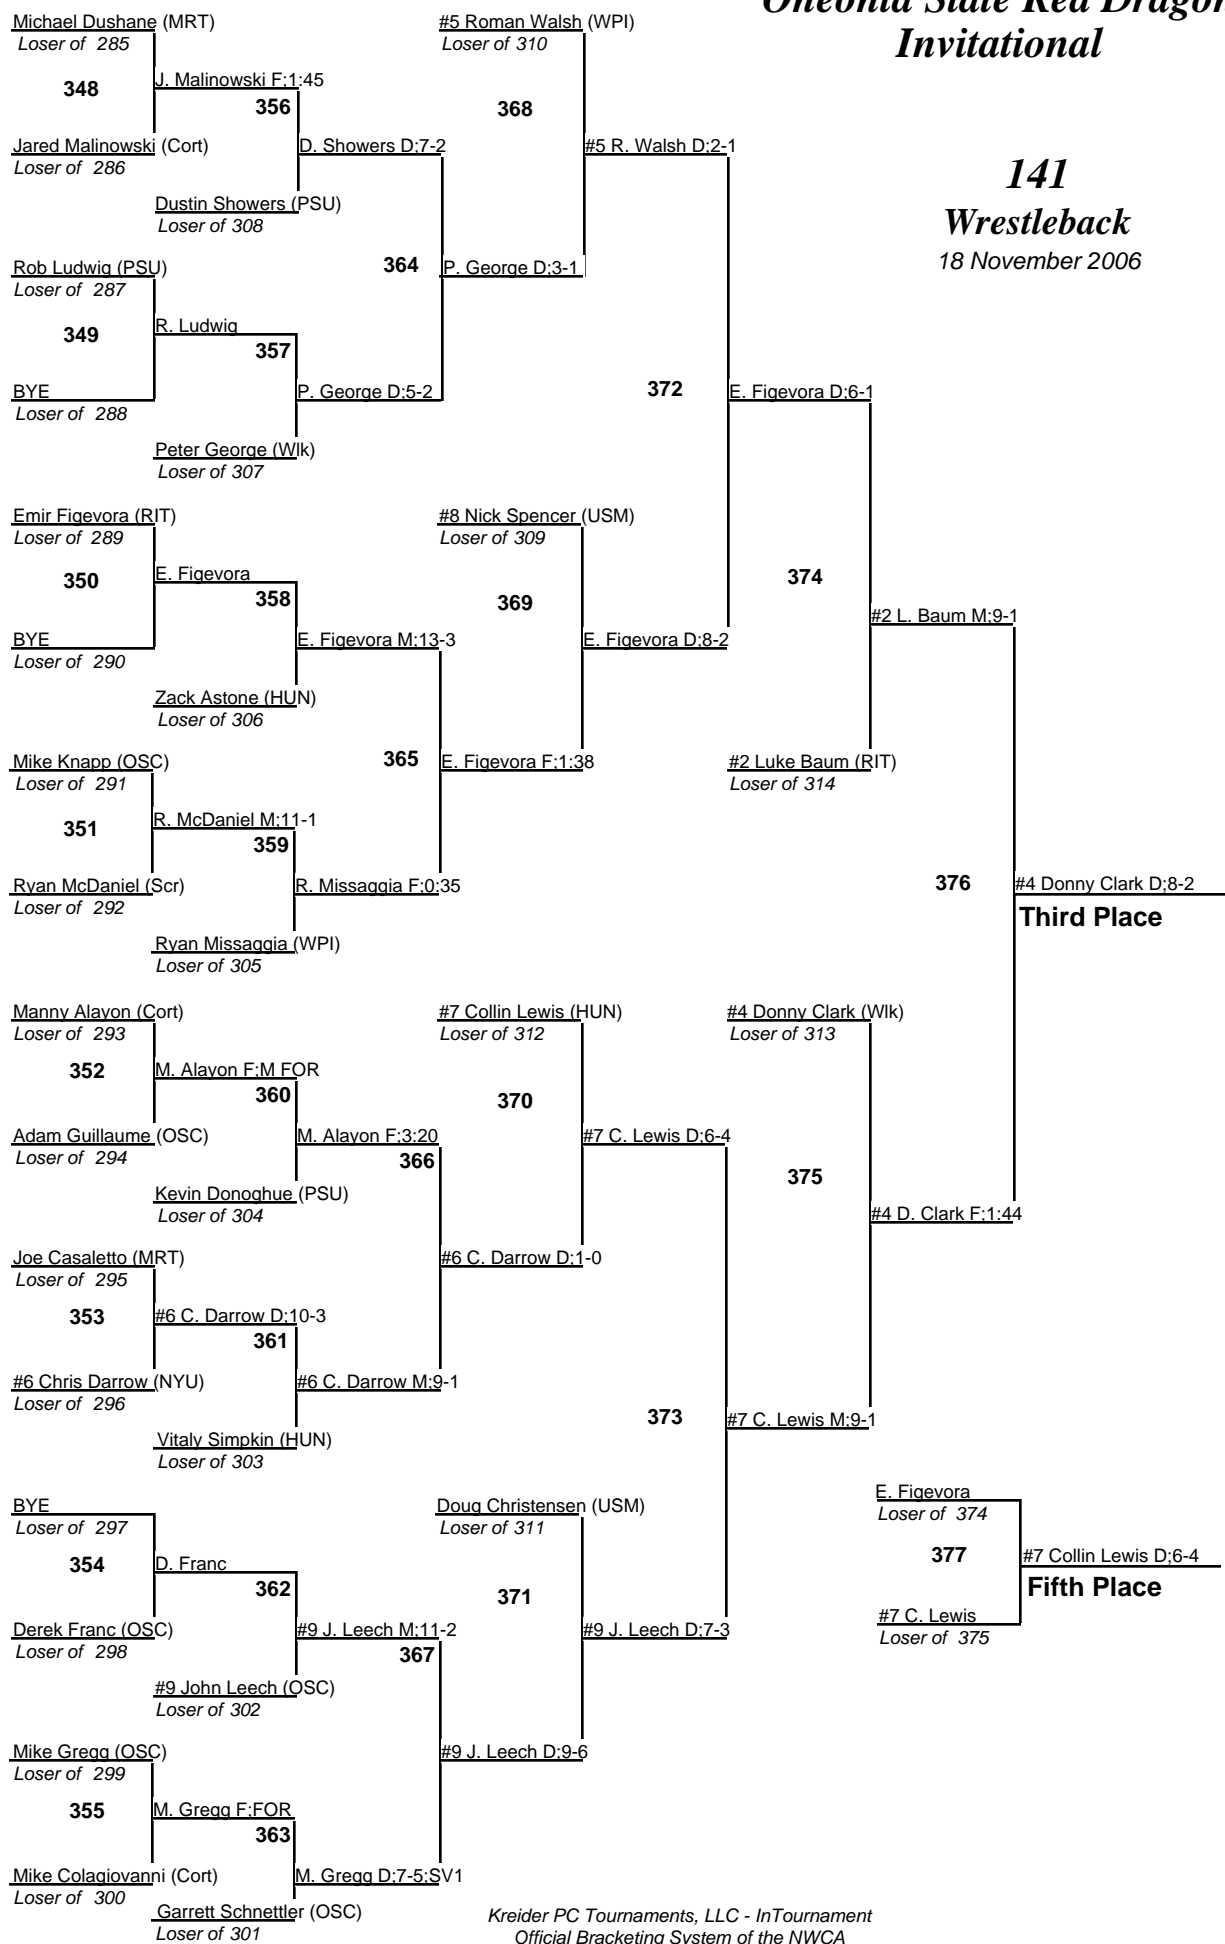 Oneonta State Red Dragon
Invitational
141
Wrestleback
18 November 2006
Michael Dushane (MRT)
Loser of 285
348
J. Malinowski F;1:45
356
Jared Malinowski (Cort)
Loser of 286
D. Showers D;7-2
Dustin Showers (PSU)
Loser of 308
Rob Ludwig (PSU)
Loser of 287
364
P. George D;3-1
349
R. Ludwig
357
BYE
Loser of 288
P. George D;5-2
Peter George (Wlk)
Loser of 307
#5 Roman Walsh (WPI)
Loser of 310
368
#5 R. Walsh D;2-1
372
E. Figevora D;6-1
Emir Figevora (RIT)
Loser of 289
350
E. Figevora
358
BYE
Loser of 290
E. Figevora M;13-3
Zack Astone (HUN)
Loser of 306
#8 Nick Spencer (USM)
Loser of 309
369
E. Figevora D;8-2
374
#2 L. Baum M;9-1
Mike Knapp (OSC)
Loser of 291
365
E. Figevora F;1:38
#2 Luke Baum (RIT)
Loser of 314
351
R. McDaniel M;11-1
359
Ryan McDaniel (Scr)
Loser of 292
R. Missaggia F;0:35
Ryan Missaggia (WPI)
Loser of 305
376
#4 Donny Clark D;8-2
Third Place
Manny Alayon (Cort)
Loser of 293
352
M. Alayon F;M FOR
360
Adam Guillaume (OSC)
Loser of 294
M. Alayon F;3:20
366
Kevin Donoghue (PSU)
Loser of 304
#7 Collin Lewis (HUN)
Loser of 312
370
#7 C. Lewis D;6-4
#4 Donny Clark (Wlk)
Loser of 313
375
#4 D. Clark F;1:44
Joe Casaletto (MRT)
Loser of 295
#6 C. Darrow D;1-0
353
#6 C. Darrow D;10-3
361
#6 Chris Darrow (NYU)
Loser of 296
#6 C. Darrow M;9-1
Vitaly Simpkin (HUN)
Loser of 303
373
#7 C. Lewis M;9-1
BYE
Loser of 297
354
D. Franc
362
Derek Franc (OSC)
Loser of 298
#9 J. Leech M;11-2
367
#9 John Leech (OSC)
Loser of 302
Doug Christensen (USM)
Loser of 311
371
#9 J. Leech D;7-3
E. Figevora
Loser of 374
377
#7 Collin Lewis D;6-4
Fifth Place
#7 C. Lewis
Loser of 375
Mike Gregg (OSC)
Loser of 299
#9 J. Leech D;9-6
355
M. Gregg F;FOR
363
Mike Colagiovanni (Cort)
Loser of 300
M. Gregg D;7-5;SV1
Garrett Schnettler (OSC)
Loser of 301
Kreider PC Tournaments, LLC - InTournament
Official Bracketing System of the NWCA